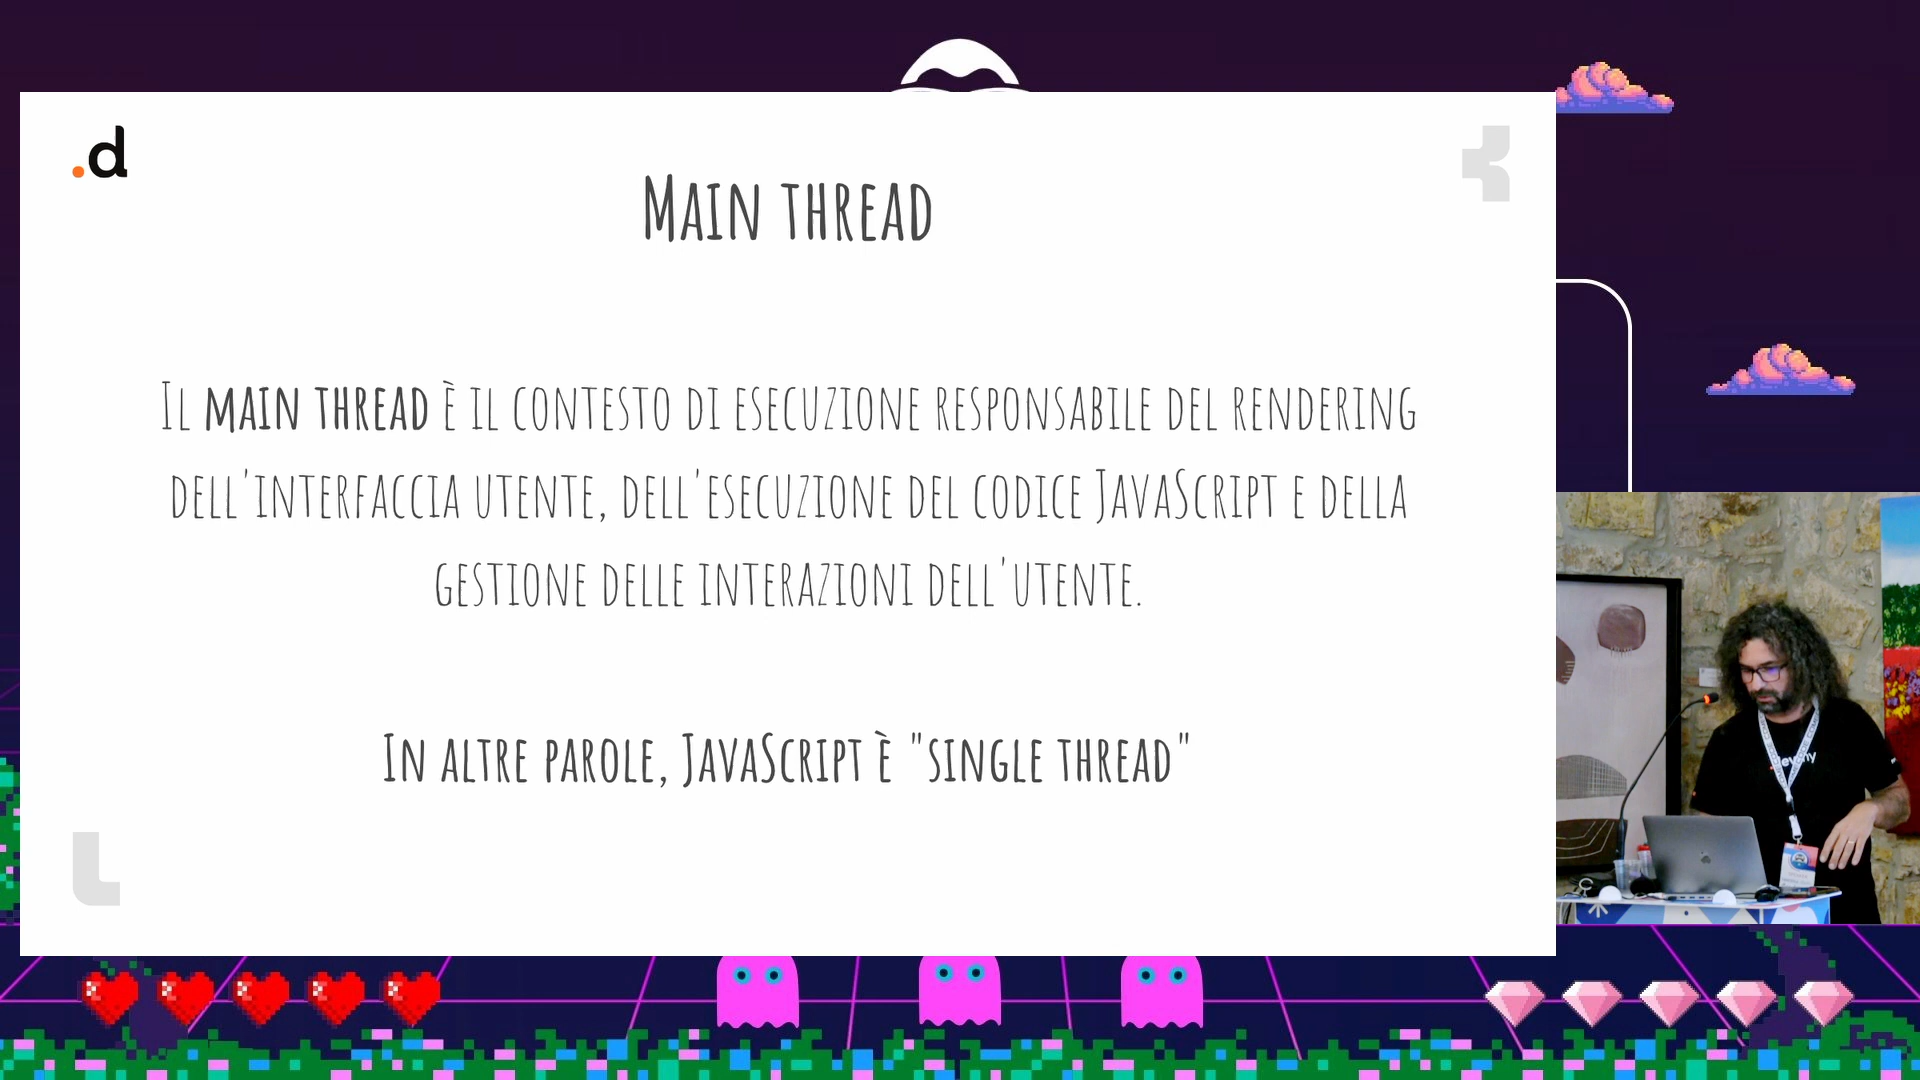 .d
Main thread
Il main thread è il contesto di esecuzione responsabile del rendering
dell'interfaccia utente, dell'esecuzione del codice JavaScript e della
gestione delle interazioni dell'utente.
In altre parole, JavaScript è "single thread"